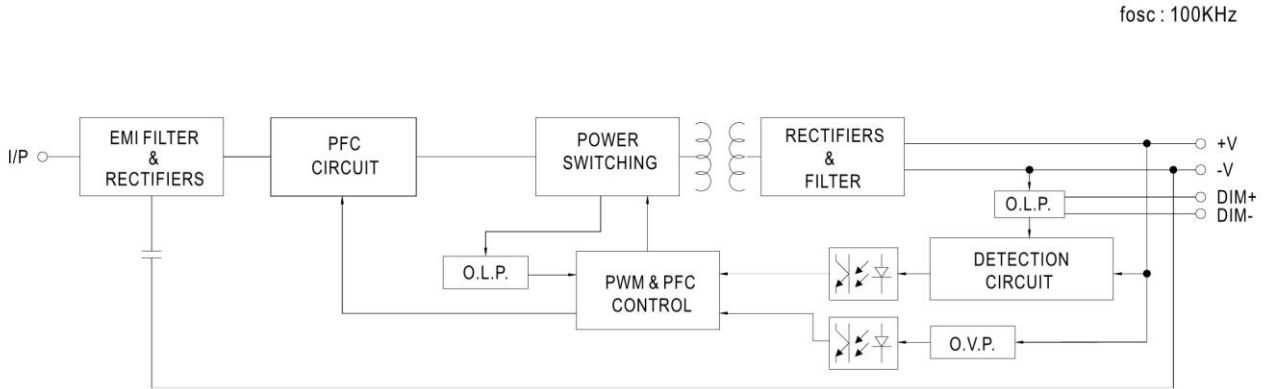 fosc : 100KHz
I/P
EMI FILTER
&
RECTIFIERS
PFC
CIRCUIT
POWER
SWITCHING
RECTIFIERS
&
FILTER
+V
-V
DIM+
DIM-
O.L.P.
O.L.P.
PWM & PFC
CONTROL
DETECTION
CIRCUIT
O.V.P.